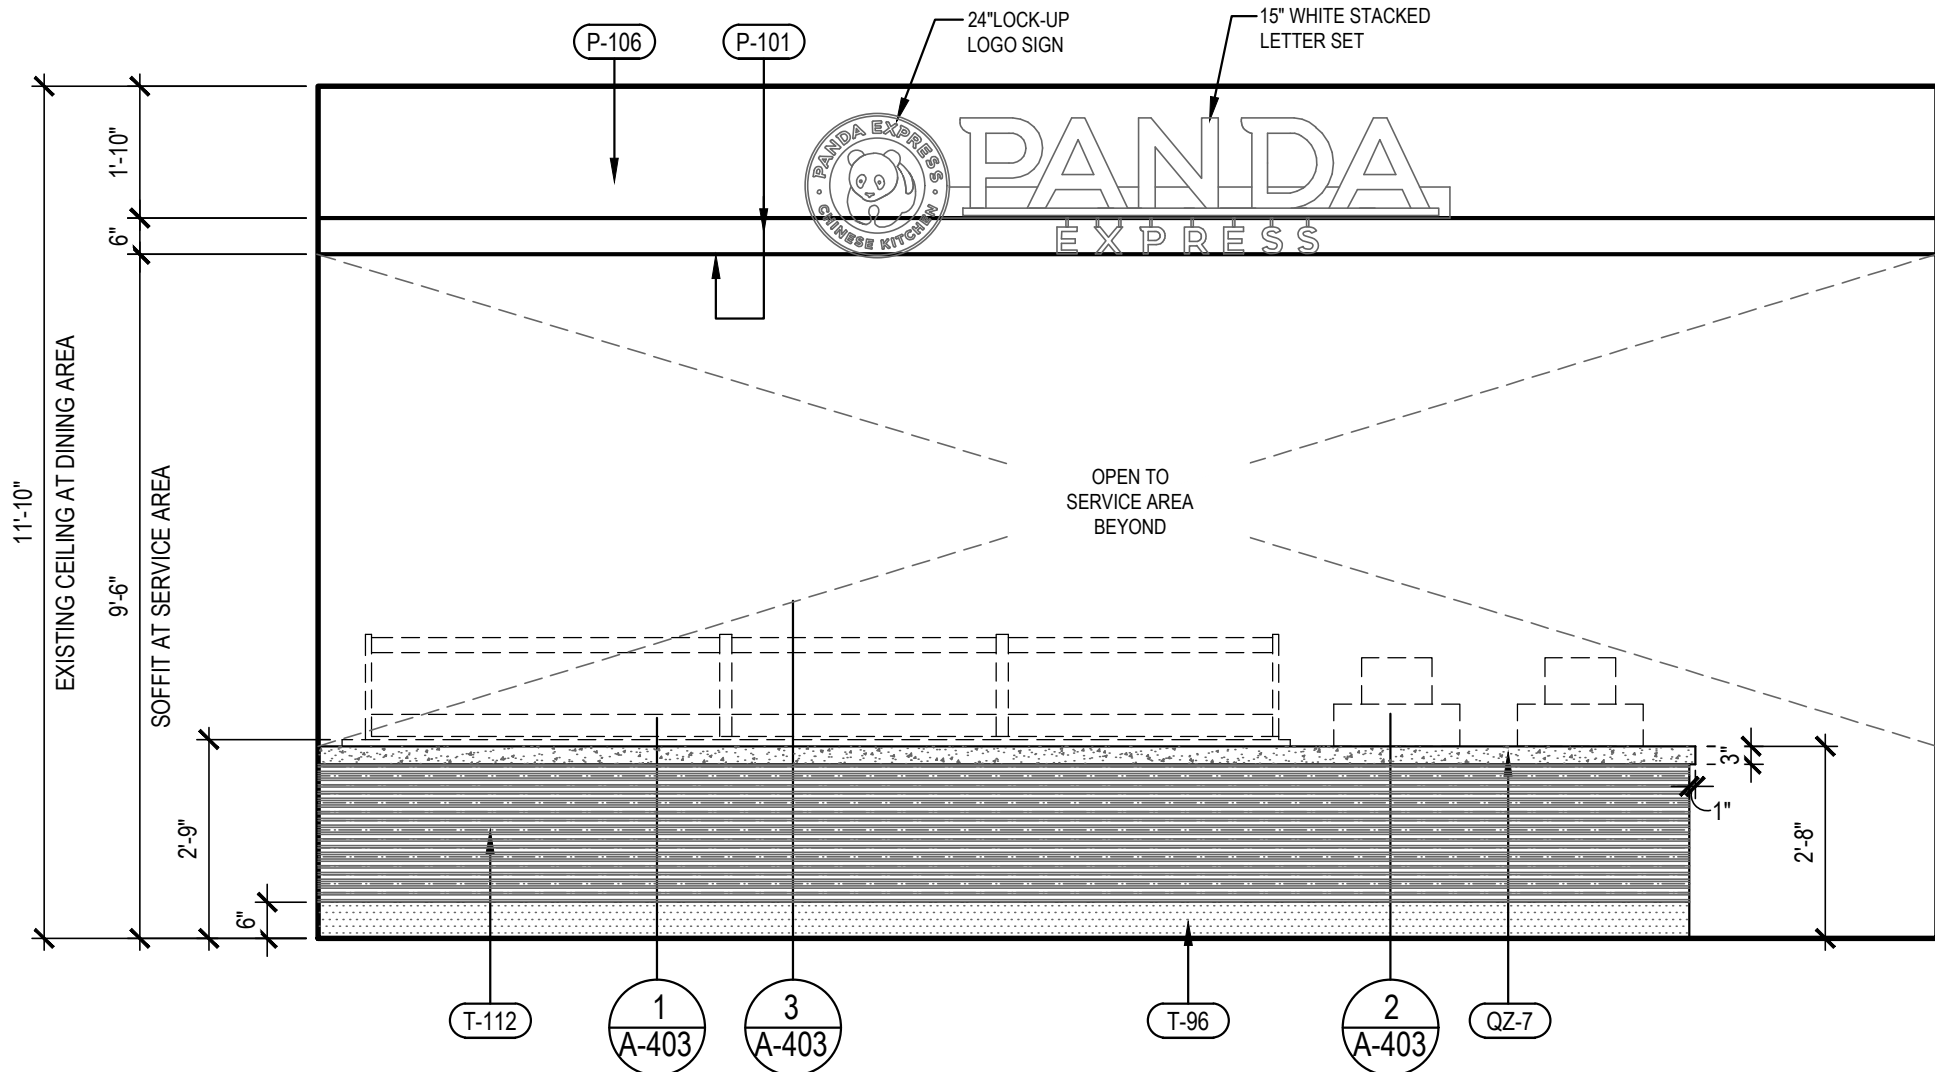 24"LOCK-UP
LOGO SIGN
15" WHITE STACKED
LETTER SET
P-106
P-101
PANDA EXPRESS
CHINESE KITCHEN
PANDA
EXPRESS
1'-10"
6"
11'-10"
EXISTING CEILING AT DINING AREA
9'-6"
SOFFIT AT SERVICE AREA
OPEN TO
SERVICE AREA
BEYOND
2'-9"
6"
3"
1"
2'-8"
T-112
1
A-403
3
A-403
T-96
2
A-403
QZ-7